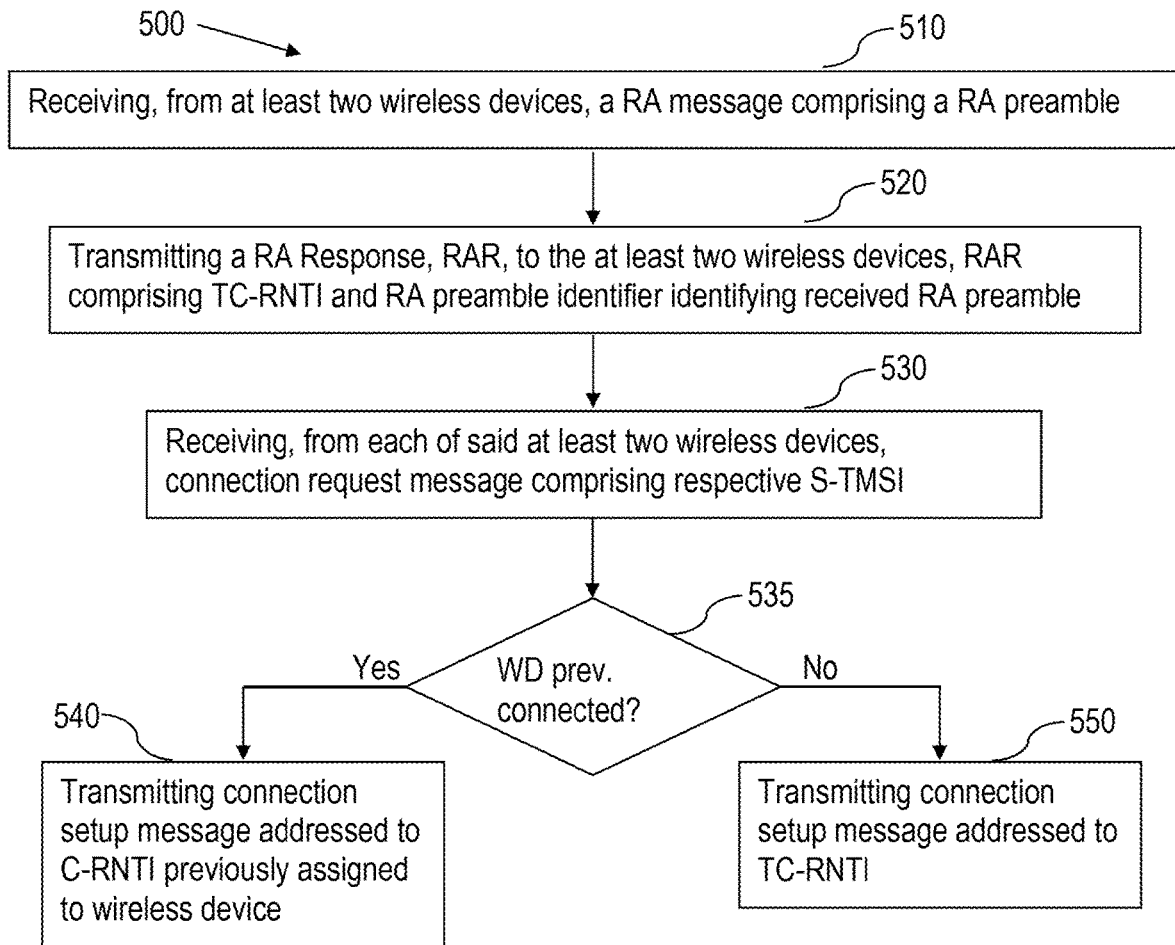 500
510
Receiving, from at least two wireless devices, a RA message comprising a RA preamble
520
Transmitting a RA Response, RAR, to the at least two wireless devices, RAR
comprising TC-RNTI and RA preamble identifier identifying received RA preamble
530
Receiving, from each of said at least two wireless devices,
connection request message comprising respective S-TMSI
535
WD prev.
connected?
Yes
No
540
Transmitting connection
setup message addressed to
C-RNTI previously assigned
to wireless device
550
Transmitting connection
setup message addressed to
TC-RNTI